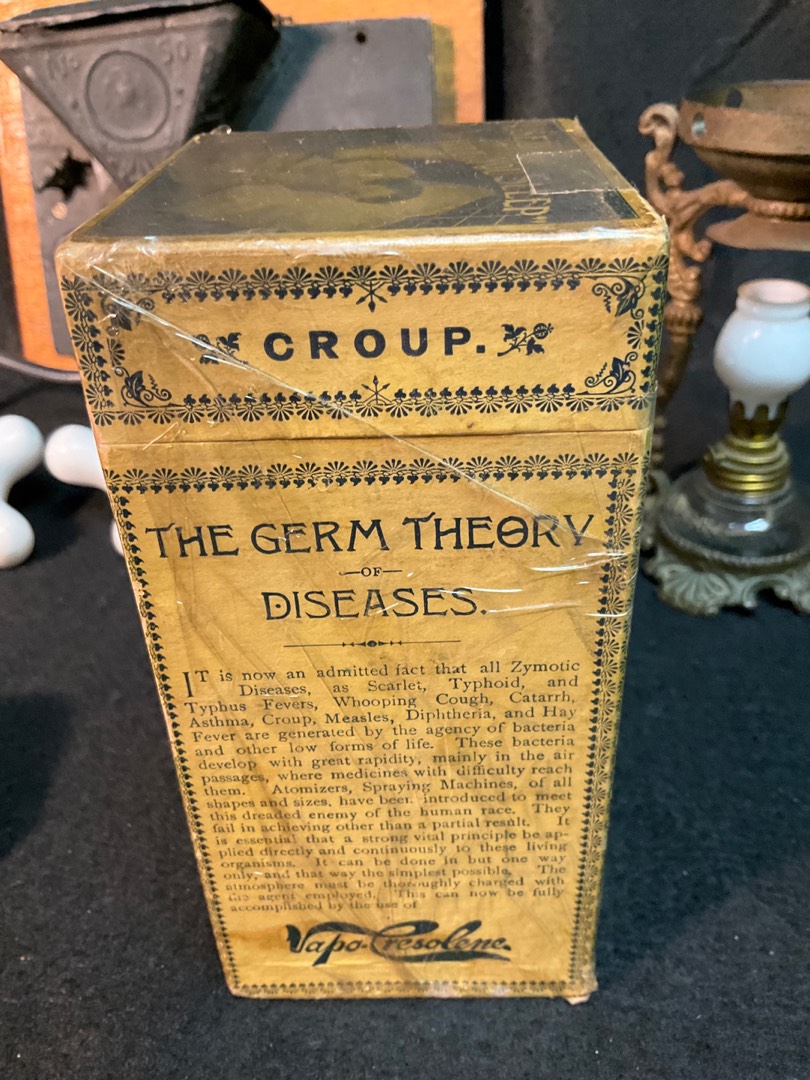 No 50
CROUP.
THE GERM THEORY
—OF—
DISEASES.
IT is now an admitted fact that all Zymotic
Diseases, as Scarlet, Typhoid, and
Typhus Fevers, Whooping Cough, Catarrh,
Asthma, Croup, Measles, Diphtheria, and Hay
Fever are generated by the agency of bacteria
and other low forms of life. These bacteria
develop with great rapidity, mainly in the air
passages, where medicines with difficulty reach
them. Atomizers, Spraying Machines, of all
shapes and sizes, have been introduced to meet
this dreaded enemy of the human race. They
fail in achieving other than a partial result. It
is essential that a strong vital principle be ap-
plied directly and continuously to these living
organisms. It can be done in but one way
only, and that way the simplest possible. The
atmosphere must be thoroughly charged with
the agent employed. This can now be fully
accomplished by the use of
Vapo-Cresolene.